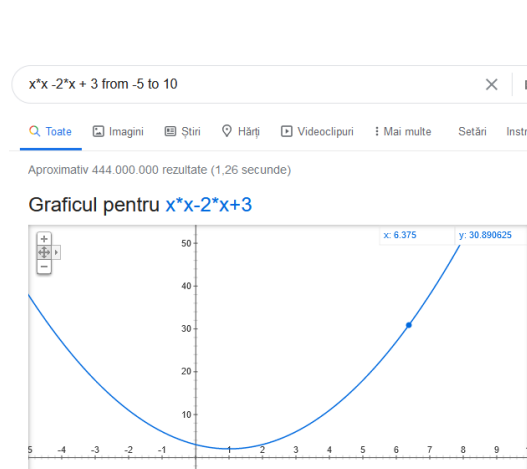 x*x -2*x + 3 from -5 to 10
Toate Imagini Știri Hărți Videoclipuri Mai multe Setări Instr
Aproximativ 444.000.000 rezultate (1,26 secunde)
Graficul pentru x*x-2*x+3
x: 6.375 y: 30.890625
50
40
30
20
10
5 -4 -3 -2 -1 1 2 3 4 5 6 7 8 9